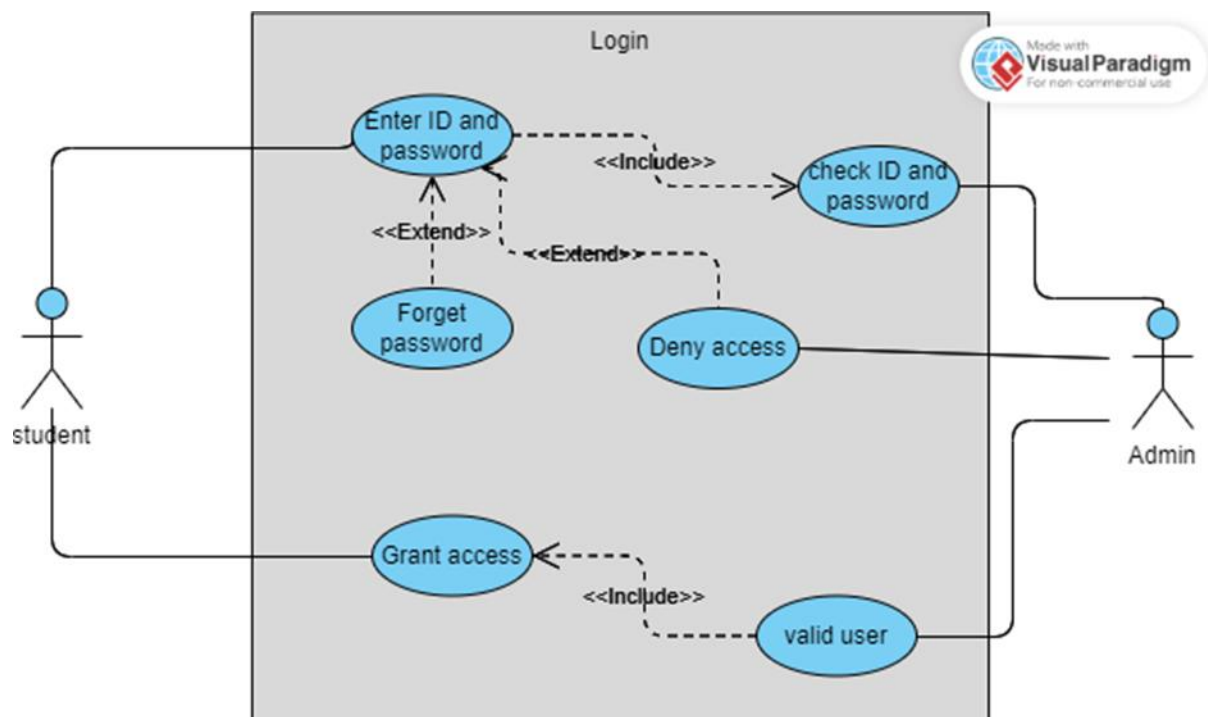 Login
Made with
Visual Paradigm
For non-commercial use
Enter ID and
password
<<Include>>
check ID and
password
<<Extend>>
<<Extend>>
Forget
password
Deny access
student
Admin
Grant access
<<Include>>
valid user